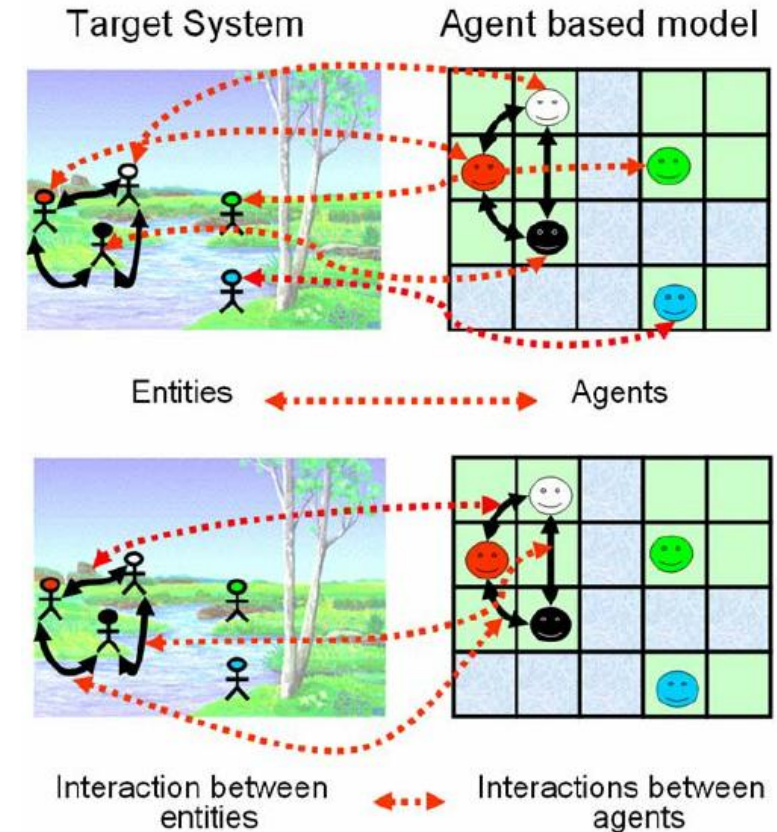 Target System
Agent based model
Entities
Agents
Interaction between
entities
Interactions between
agents